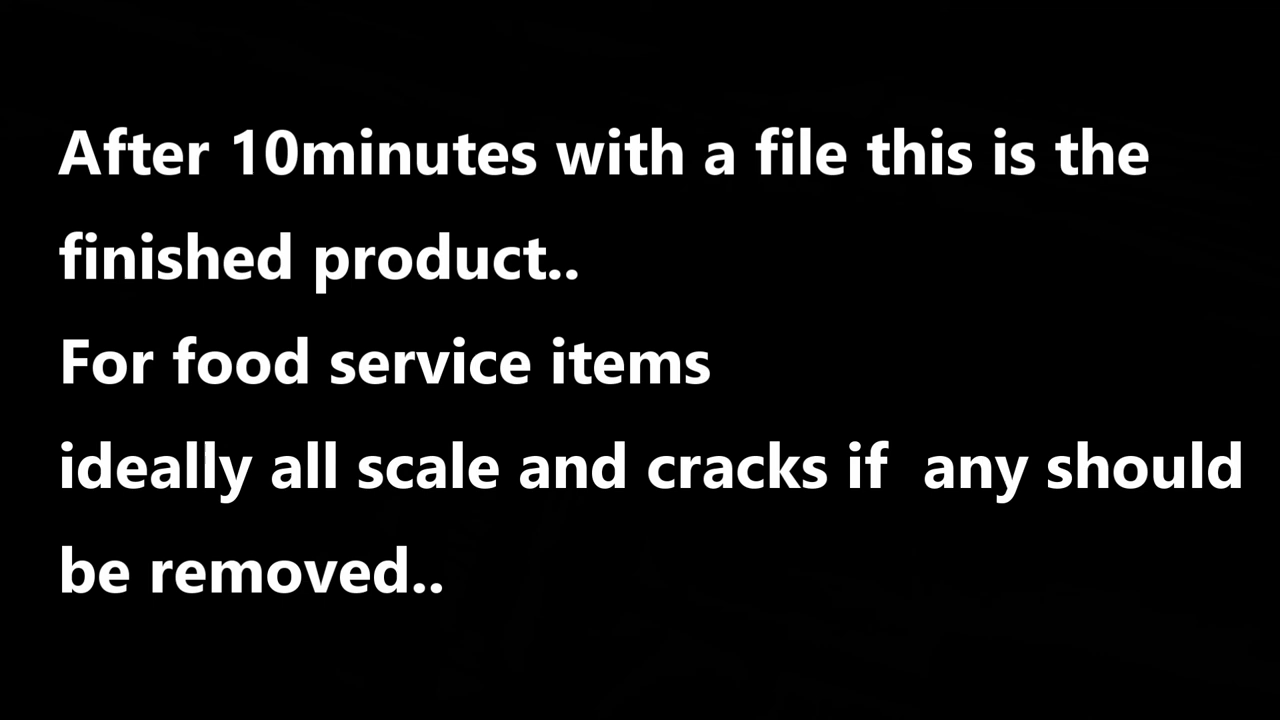 After 10minutes with a file this is the
finished product..
For food service items
ideally all scale and cracks if  any should
be removed..